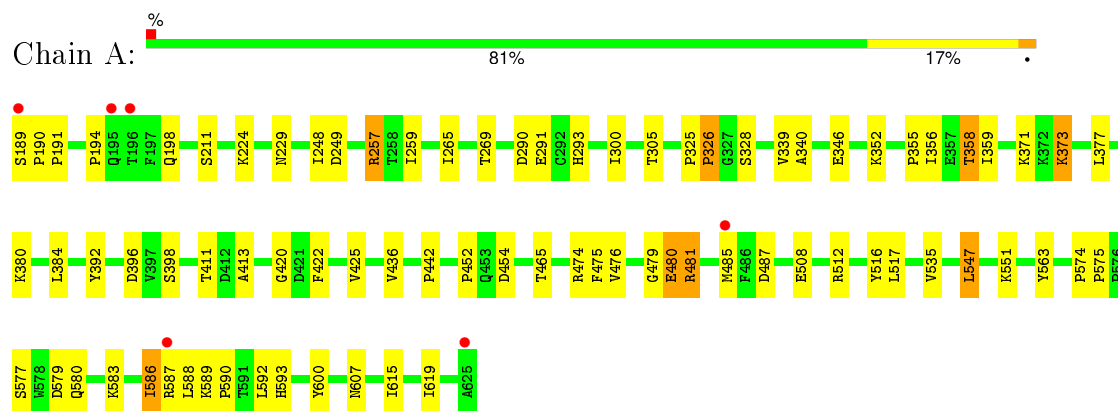 %
Chain A:
81% 17% •
S189 P190 P191 P194 Q195 T196 F197 Q198 S211 K224 N229 I248 D249 R257 T258 I259 I265 T269 D290 E291 C292 H293 I300 T305 P325 P326 G327 S328 V339 A340 E346 K352 P355 I356 E357 T358 I359 K371 K372 K373 L377
K380 L384 Y392 D396 V397 S398 T411 D412 A413 G420 D421 F422 V425 V436 P442 P452 Q453 D454 T465 R474 F475 V476 G479 E480 R481 M485 F486 D487 E508 R512 Y516 L517 V535 L547 K551 Y563 P574 P575 P576
S577 W578 D579 Q580 K583 I586 R587 L588 K589 P590 T591 L592 H593 Y600 N607 I615 I619 A625